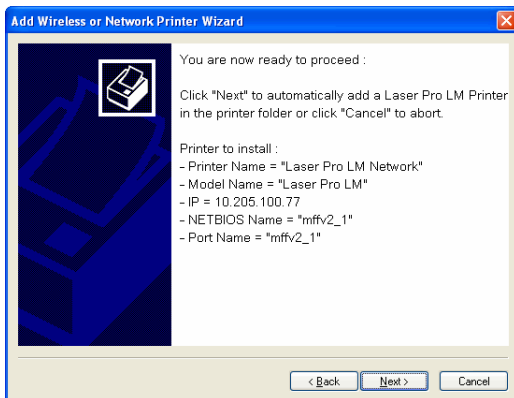 Add Wireless or Network Printer Wizard
You are now ready to proceed :
Click "Next" to automatically add a Laser Pro LM Printer
in the printer folder or click "Cancel" to abort.
Printer to install :
- Printer Name = "Laser Pro LM Network"
- Model Name = "Laser Pro LM"
- IP = 10.205.100.77
- NETBIOS Name = "mffv2_1"
- Port Name = "mffv2_1"
< Back Next > Cancel